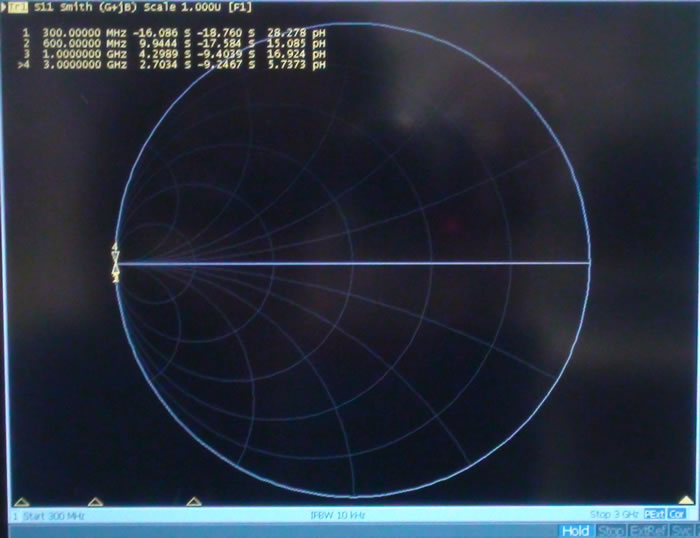 Tr1 S11 Smith (G+jB) Scale 1.000U [F1]
1 300.00000 MHz -16.086 S -18.760 S 28.278 pH
2 600.00000 MHz 9.9444 S -17.584 S 15.085 pH
3 1.0000000 GHz 4.2989 S -9.4039 S 16.924 pH
>4 3.0000000 GHz 2.7034 S -9.2467 S 5.7373 pH
4
1 Start 300 MHz IFBW 10 kHz Stop 3 GHz PExt Cor
Hold Stop ExtRef Svc